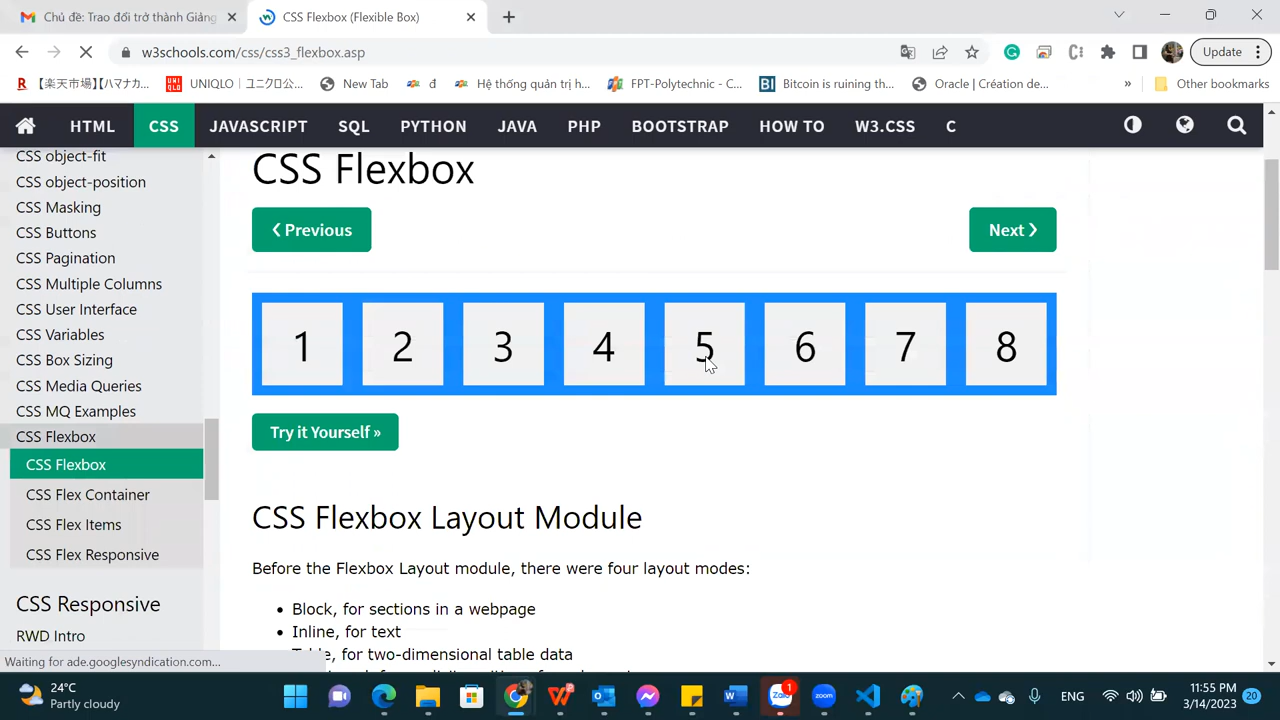 Chủ đề: Trao đổi trở thành Giảng
CSS Flexbox (Flexible Box)
w3schools.com/css/css3_flexbox.asp
Update
【楽天市場】【ハマナカ...
UNIQLO｜ユニクロ公...
New Tab
đ
Hệ thống quản trị h...
FPT-Polytechnic - C...
Bitcoin is ruining th...
Oracle | Création de...
»
Other bookmarks
HTML
CSS
JAVASCRIPT
SQL
PYTHON
JAVA
PHP
BOOTSTRAP
HOW TO
W3.CSS
C
CSS object-fit
CSS object-position
CSS Masking
CSS Buttons
CSS Pagination
CSS Multiple Columns
CSS User Interface
CSS Variables
CSS Box Sizing
CSS Media Queries
CSS MQ Examples
CSS Flexbox
CSS Flexbox
CSS Flex Container
CSS Flex Items
CSS Flex Responsive
CSS Responsive
RWD Intro
CSS Flexbox
❮ Previous
Next ❯
1 2 3 4 5 6 7 8
Try it Yourself »
CSS Flexbox Layout Module
Before the Flexbox Layout module, there were four layout modes:
• Block, for sections in a webpage
• Inline, for text
Table, for two-dimensional table data
Waiting for ade.googlesyndication.com...
24°C
Partly cloudy
1
zoom
ENG
11:55 PM
3/14/2023
20